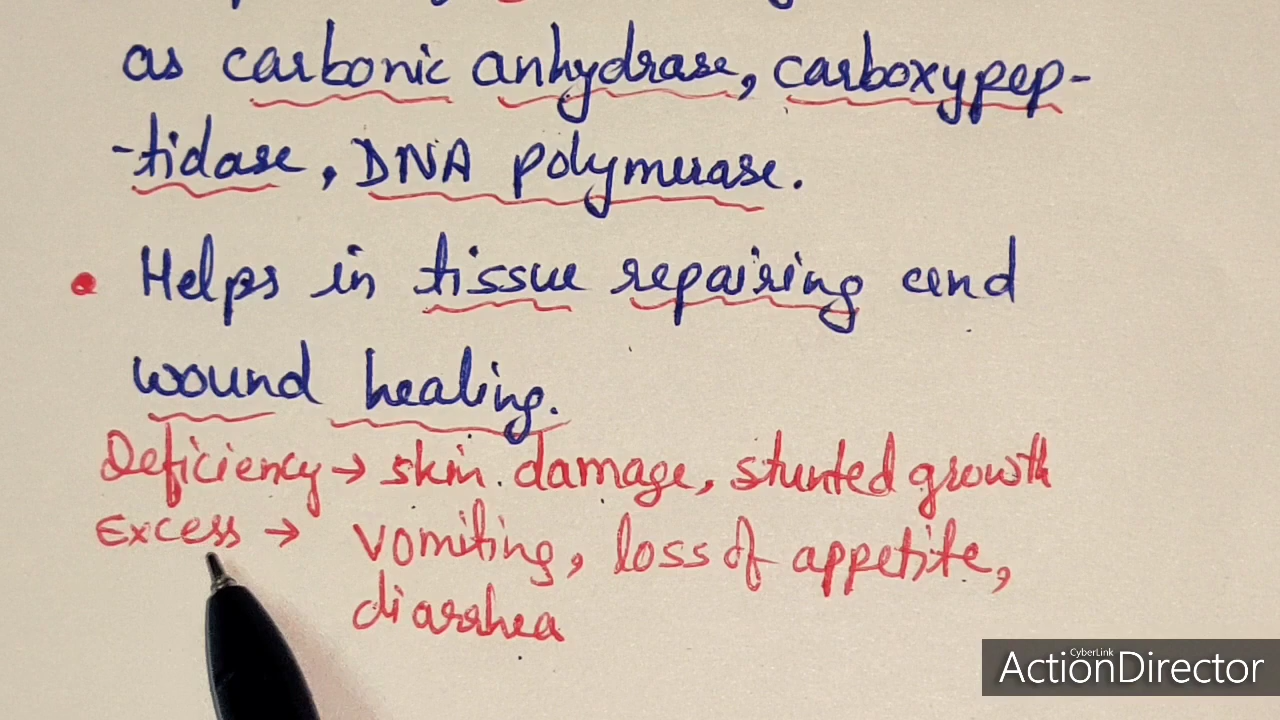 as carbonic anhydrase, carboxypep-
-tidase, DNA polymerase.
• Helps in tissue repairing and
wound healing.
Deficiency → skin damage, stunted growth
Excess → vomiting, loss of appetite,
diarrhea
CyberLink
ActionDirector